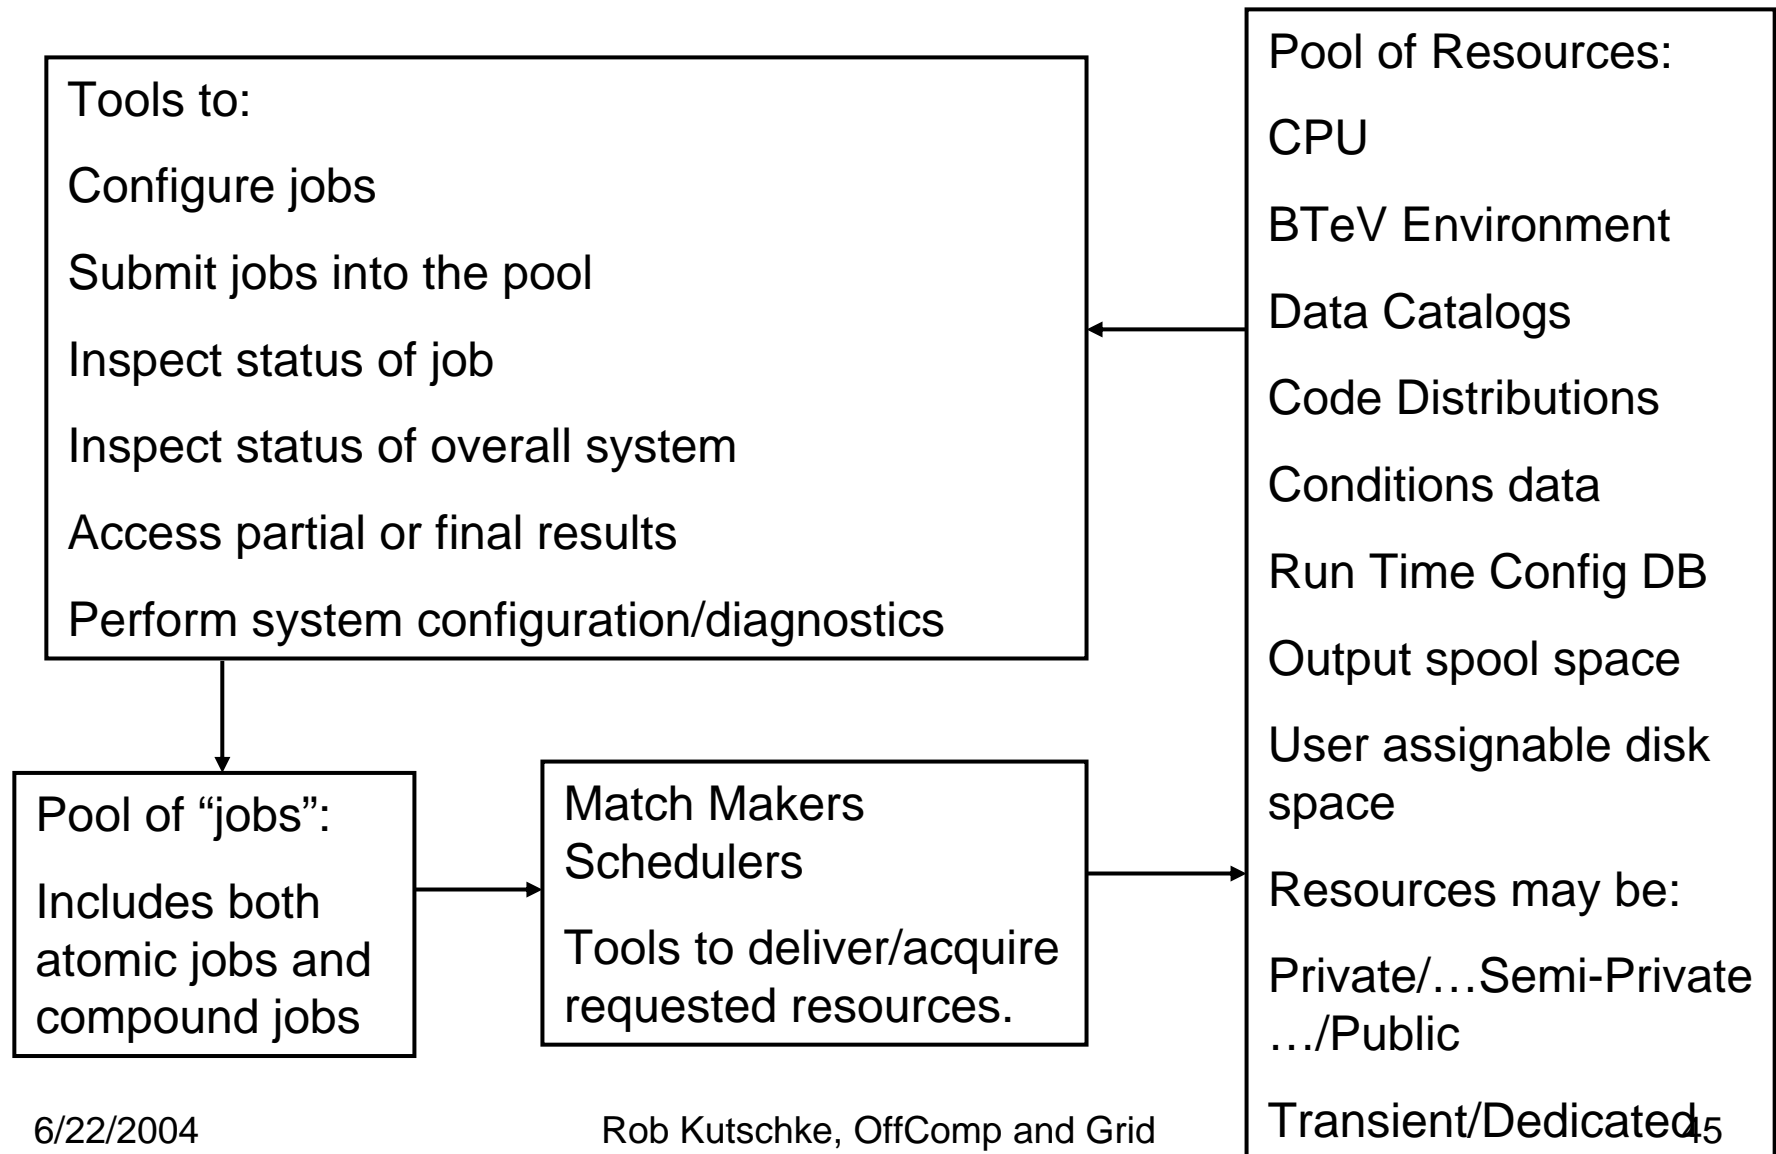 Tools to:
Configure jobs
Submit jobs into the pool
Inspect status of job
Inspect status of overall system
Access partial or final results
Perform system configuration/diagnostics
Pool of “jobs”:
Includes both
atomic jobs and
compound jobs
Match Makers
Schedulers
Tools to deliver/acquire
requested resources.
Pool of Resources:
CPU
BTeV Environment
Data Catalogs
Code Distributions
Conditions data
Run Time Config DB
Output spool space
User assignable disk
space
Resources may be:
Private/…Semi-Private
…/Public
Transient/Dedicated
6/22/2004
Rob Kutschke, OffComp and Grid
45